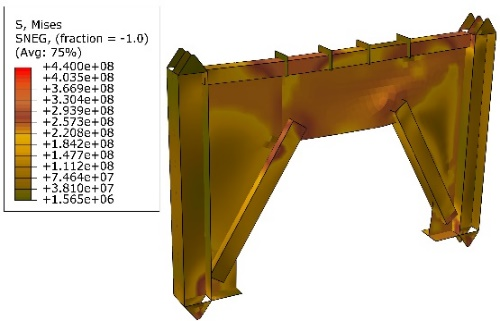 S, Mises
SNEG, (fraction = -1.0)
(Avg: 75%)
+4.400e+08
+4.035e+08
+3.669e+08
+3.304e+08
+2.939e+08
+2.573e+08
+2.208e+08
+1.842e+08
+1.477e+08
+1.112e+08
+7.464e+07
+3.810e+07
+1.565e+06